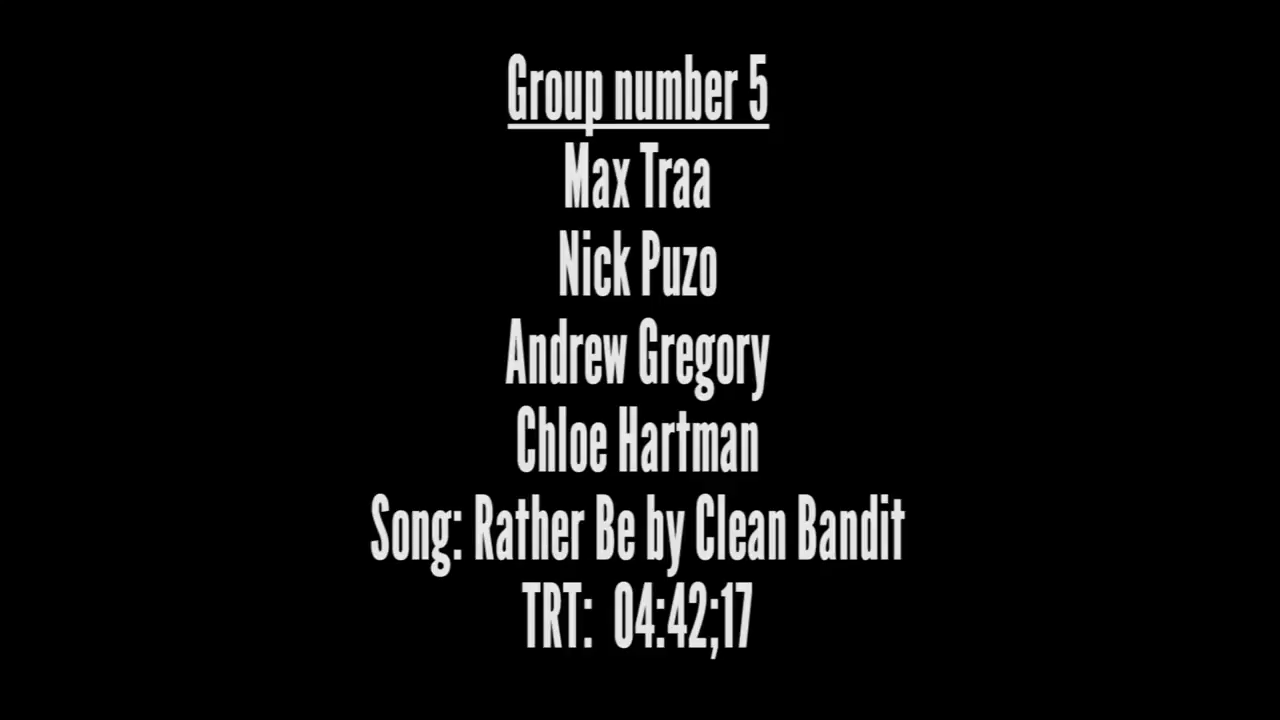 Group number 5
Max Traa
Nick Puzo
Andrew Gregory
Chloe Hartman
Song: Rather Be by Clean Bandit
TRT:  04:42;17